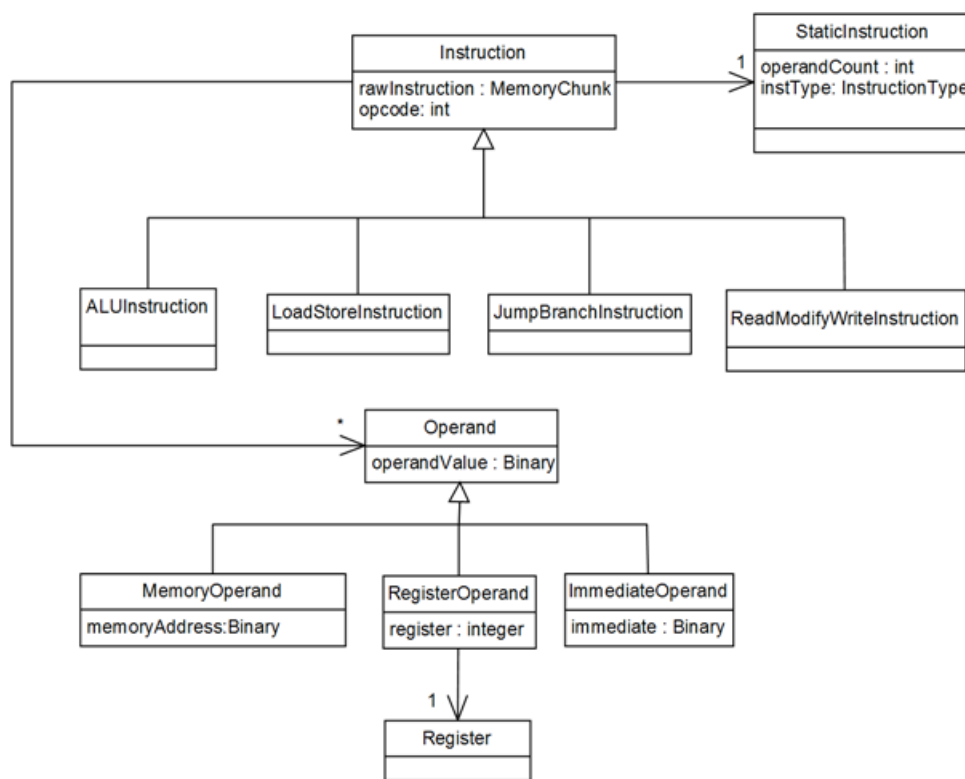 Instruction
rawInstruction : MemoryChunk
opcode: int
1
StaticInstruction
operandCount : int
instType: InstructionType
ALUInstruction
LoadStoreInstruction
JumpBranchInstruction
ReadModifyWriteInstruction
*
Operand
operandValue : Binary
MemoryOperand
memoryAddress:Binary
RegisterOperand
register : integer
ImmediateOperand
immediate : Binary
1
Register